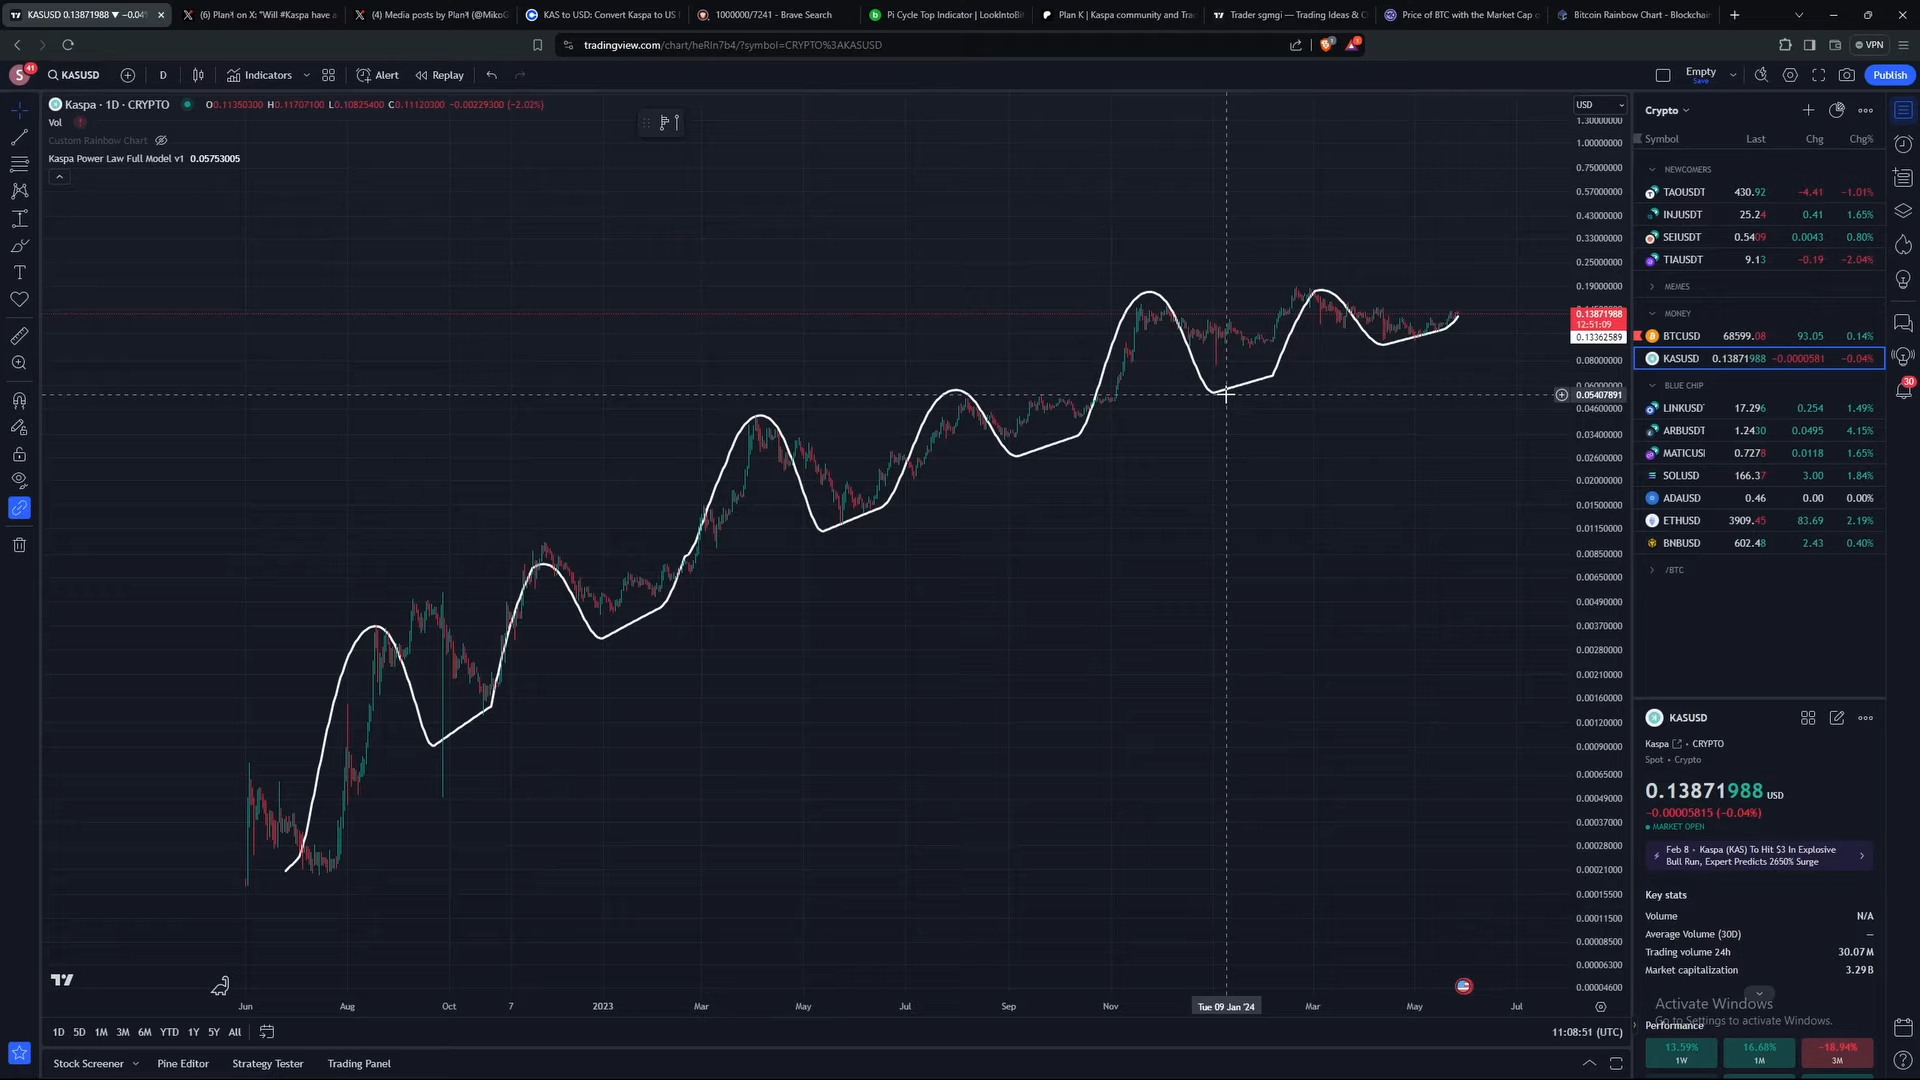 KASUSD 0.13871988 ▼ −0.04
(6) Plan𐤊 on X: "Will #Kaspa have a
(4) Media posts by Plan𐤊 (@MikoG
KAS to USD: Convert Kaspa to US
1000000/7241 - Brave Search
Pi Cycle Top Indicator | LookIntoBi
Plan K | Kaspa community and Tra
Trader sgmgi — Trading Ideas & C
Price of BTC with the Market Cap o
Bitcoin Rainbow Chart - Blockchai
tradingview.com/chart/heRIn7b4/?symbol=CRYPTO%3AKASUSD
VPN
S 41 KASUSD D Indicators Alert Replay
Empty
Save
Publish
Kaspa · 1D · CRYPTO O0.11350300 H0.11707100 L0.10825400 C0.11120300 −0.00229300 (−2.02%)
Vol
Custom Rainbow Chart
Kaspa Power Law Full Model v1 0.05753005
USD
1.30000000
1.00000000
0.75000000
0.57000000
0.43000000
0.33000000
0.25000000
0.19000000
0.13871988
12:51:09
0.13362589
0.08000000
0.05407891
0.04600000
0.03400000
0.02600000
0.02000000
0.01500000
0.01150000
0.00850000
0.00650000
0.00490000
0.00370000
0.00280000
0.00210000
0.00160000
0.00120000
0.00090000
0.00065000
0.00049000
0.00037000
0.00028000
0.00021000
0.00015500
0.00011500
0.00008500
0.00006300
0.00004600
Jun Aug Oct 7 2023 Mar May Jul Sep Nov Tue 09 Jan '24 Mar May Jul
1D 5D 1M 3M 6M YTD 1Y 5Y All
11:08:51 (UTC)
Stock Screener Pine Editor Strategy Tester Trading Panel
Crypto
Symbol Last Chg Chg%
NEWCOMERS
TAOUSDT 430.92 −4.41 −1.01%
INJUSDT 25.24 0.41 1.65%
SEIUSDT 0.5409 0.0043 0.80%
TIAUSDT 9.13 −0.19 −2.04%
MEMES
MONEY
BTCUSD 68599.08 93.05 0.14%
KASUSD 0.13871988 −0.0000581 −0.04%
BLUE CHIP
LINKUSD 17.296 0.254 1.49%
ARBUSDT 1.2430 0.0495 4.15%
MATICUSI 0.7278 0.0118 1.65%
SOLUSD 166.37 3.00 1.84%
ADAUSD 0.46 0.00 0.00%
ETHUSD 3909.45 83.69 2.19%
BNBUSD 602.48 2.43 0.40%
/BTC
KASUSD
Kaspa · CRYPTO
Spot · Crypto
0.13871988 USD
−0.00005815 (−0.04%)
MARKET OPEN
Feb 8 · Kaspa (KAS) To Hit $3 In Explosive
Bull Run, Expert Predicts 2650% Surge
Key stats
Volume N/A
Average Volume (30D) —
Trading volume 24h 30.07M
Market capitalization 3.29B
Activate Windows
Go to Settings to activate Windows.
Performance
13.59% 16.68% −18.94%
1W 1M 3M
30